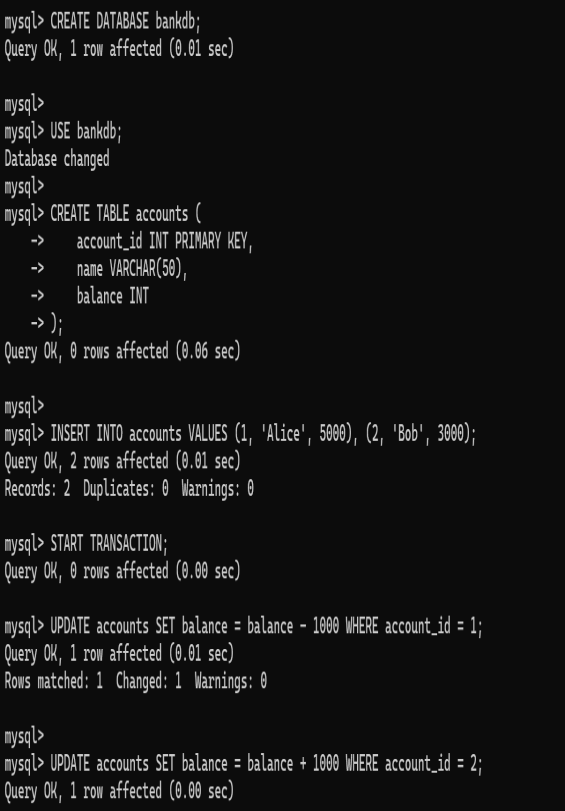 mysql> CREATE DATABASE bankdb;
Query OK, 1 row affected (0.01 sec)
mysql>
mysql> USE bankdb;
Database changed
mysql>
mysql> CREATE TABLE accounts (
    ->     account_id INT PRIMARY KEY,
    ->     name VARCHAR(50),
    ->     balance INT
    -> );
Query OK, 0 rows affected (0.06 sec)
mysql>
mysql> INSERT INTO accounts VALUES (1, 'Alice', 5000), (2, 'Bob', 3000);
Query OK, 2 rows affected (0.01 sec)
Records: 2  Duplicates: 0  Warnings: 0
mysql> START TRANSACTION;
Query OK, 0 rows affected (0.00 sec)
mysql> UPDATE accounts SET balance = balance - 1000 WHERE account_id = 1;
Query OK, 1 row affected (0.01 sec)
Rows matched: 1  Changed: 1  Warnings: 0
mysql>
mysql> UPDATE accounts SET balance = balance + 1000 WHERE account_id = 2;
Query OK, 1 row affected (0.00 sec)